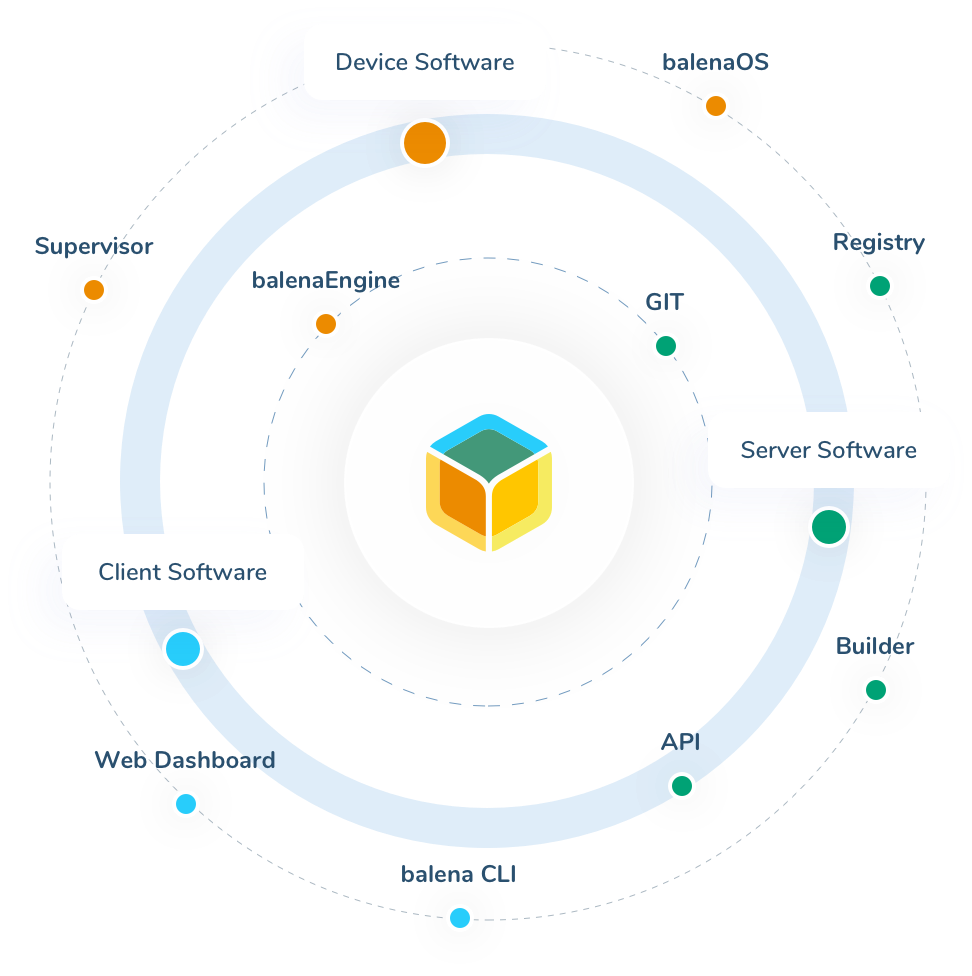 Device Software
balenaOS
Supervisor
Registry
balenaEngine
GIT
Server Software
Client Software
Builder
API
Web Dashboard
balena CLI